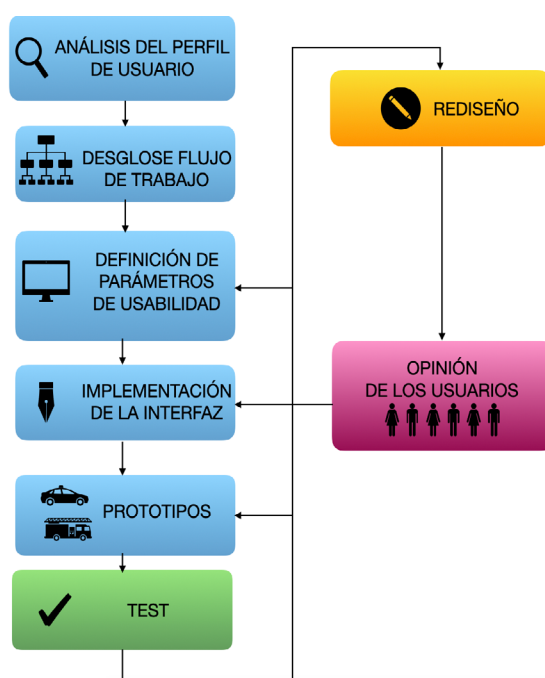 ANÁLISIS DEL PERFIL
DE USUARIO
DESGLOSE FLUJO
DE TRABAJO
DEFINICIÓN DE
PARÁMETROS
DE USABILIDAD
IMPLEMENTACIÓN
DE LA INTERFAZ
PROTOTIPOS
TEST
REDISEÑO
OPINIÓN
DE LOS USUARIOS